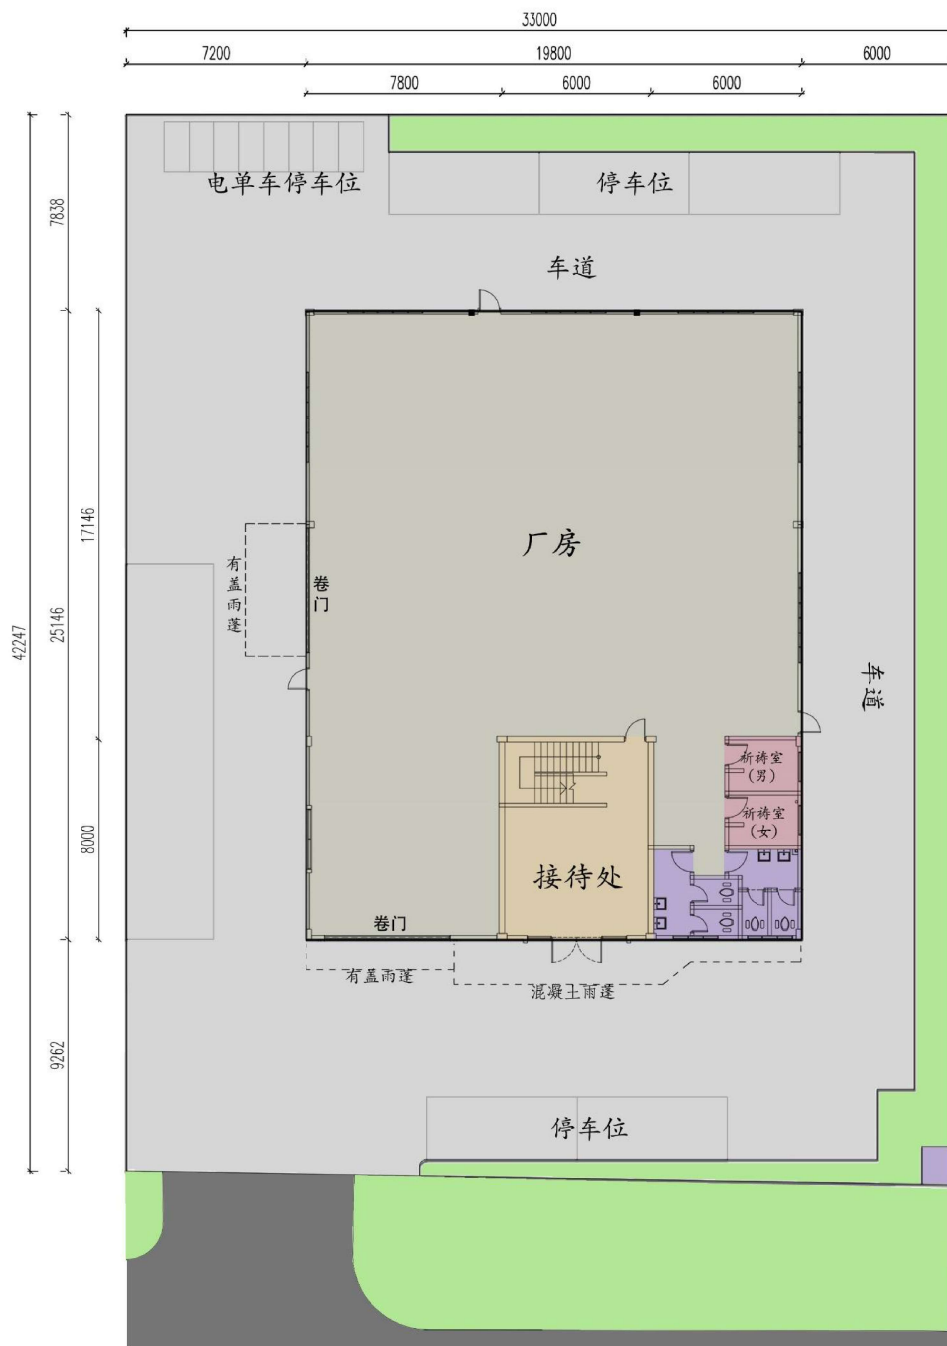 33000
7200
19800
6000
7800
6000
6000
电单车停车位
停车位
7838
车道
17146
厂房
有盖雨蓬
卷门
25146
42247
车道
祈祷室
(男)
祈祷室
(女)
8000
接待处
卷门
有盖雨蓬
混凝土雨蓬
9262
停车位